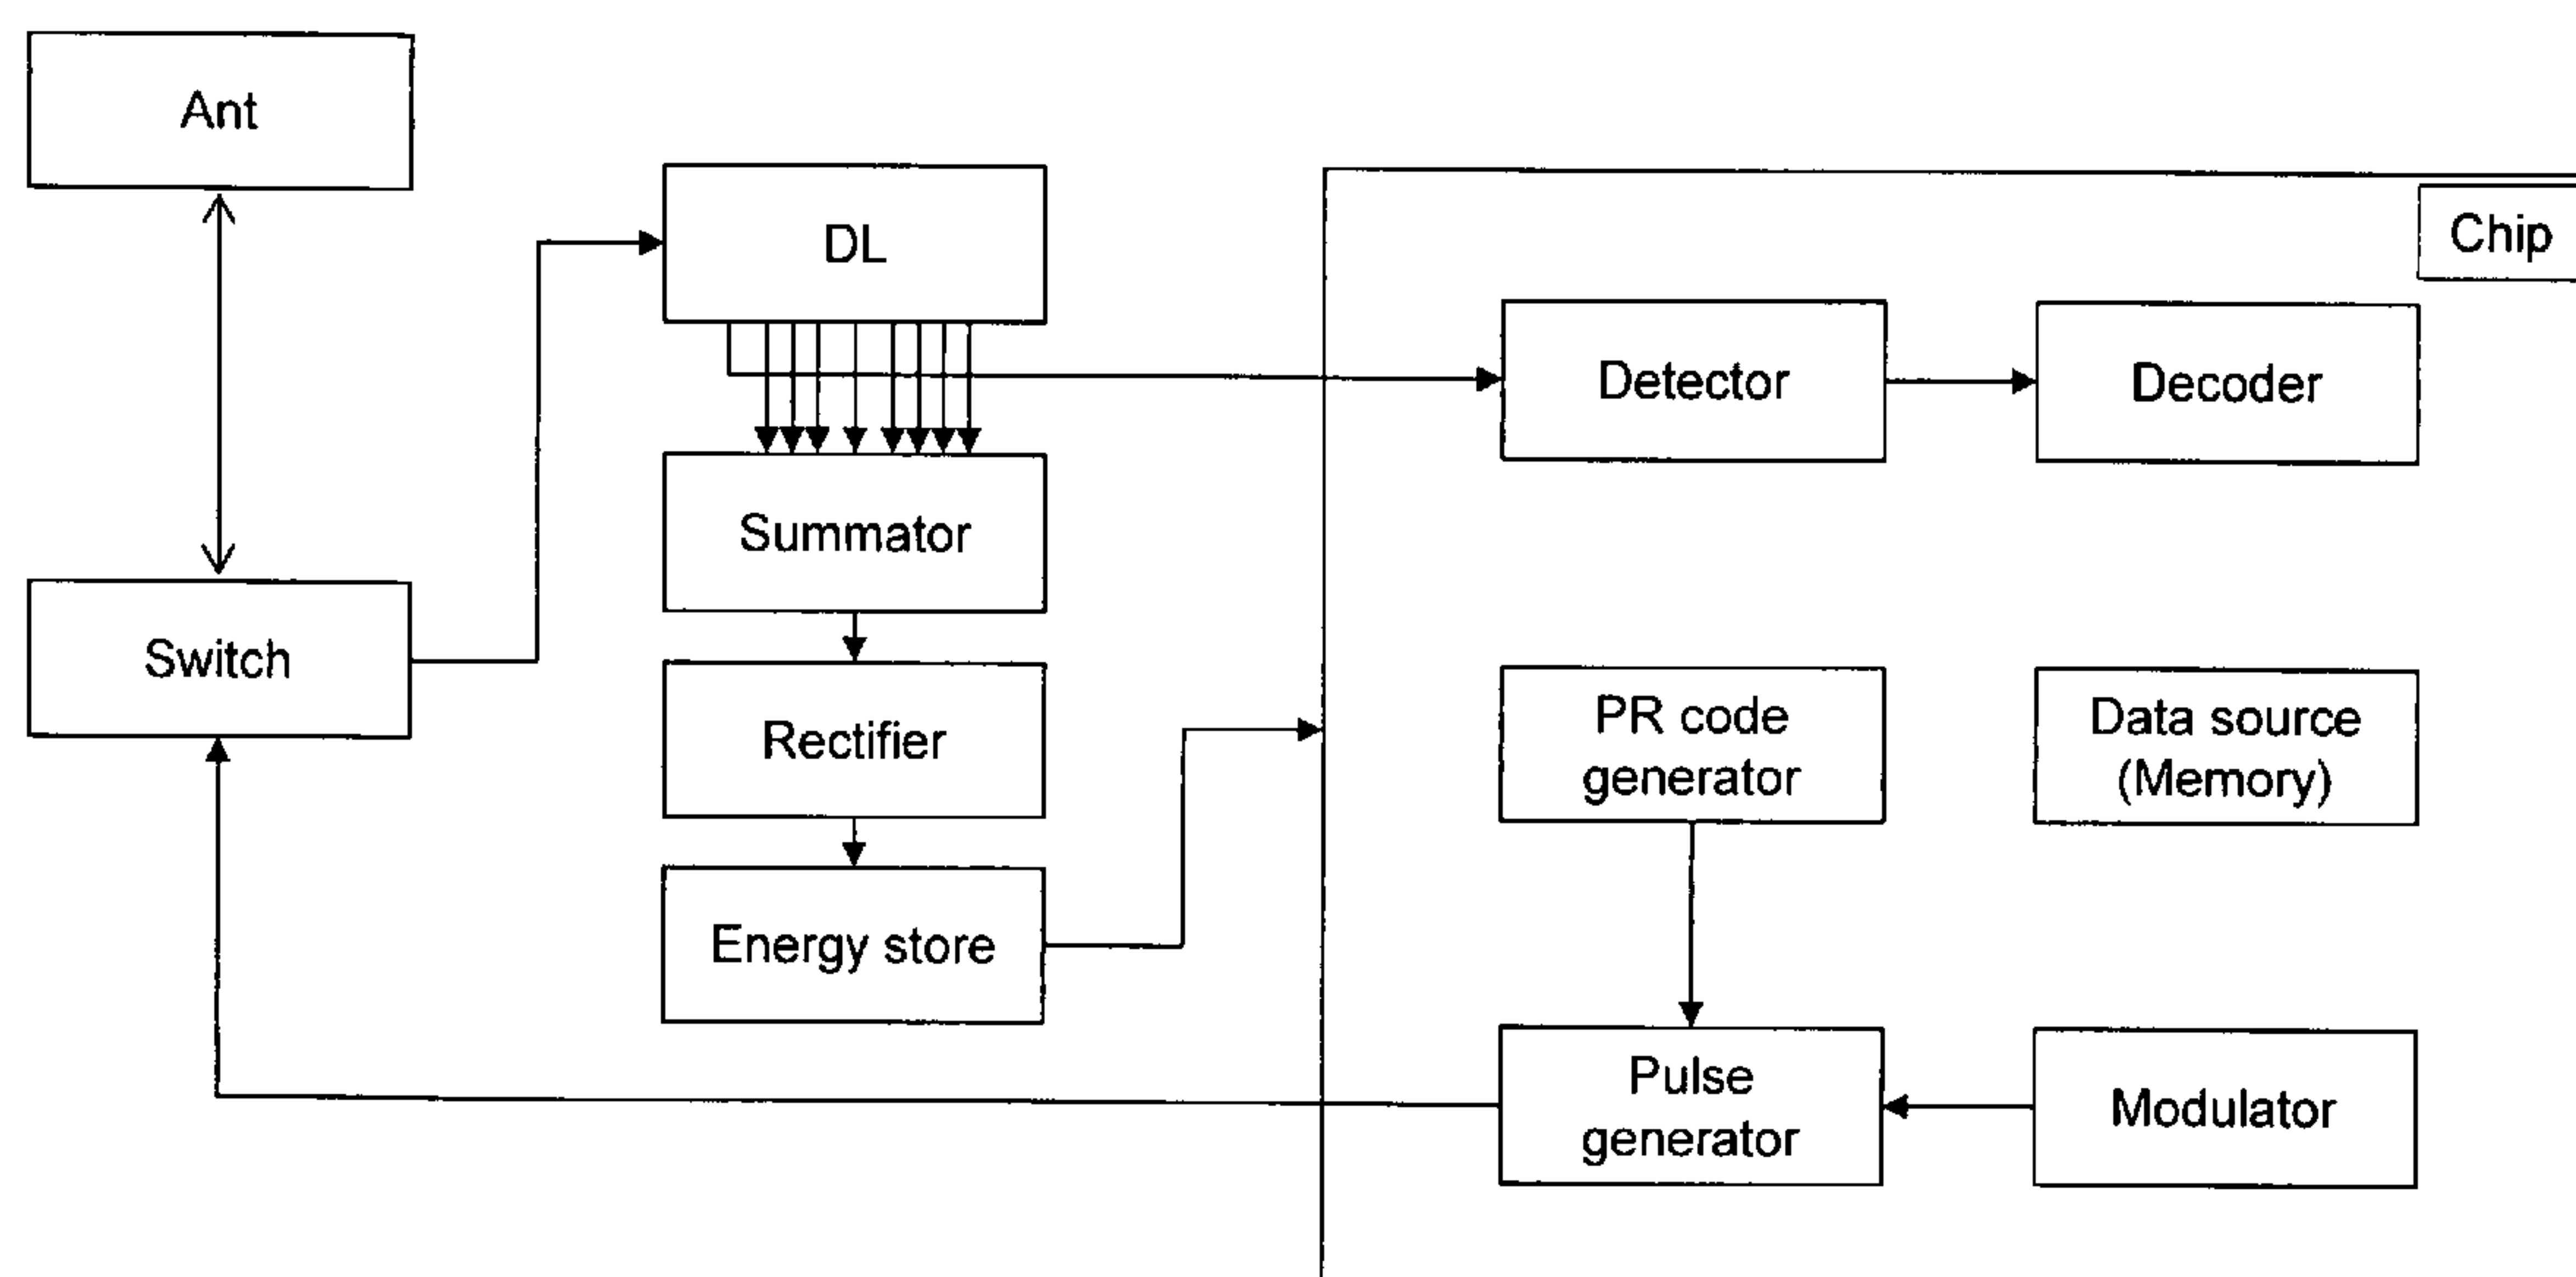 Ant
DL
Chip
Detector
Decoder
Summator
Switch
Rectifier
PR code
generator
Data source
(Memory)
Energy store
Pulse
generator
Modulator